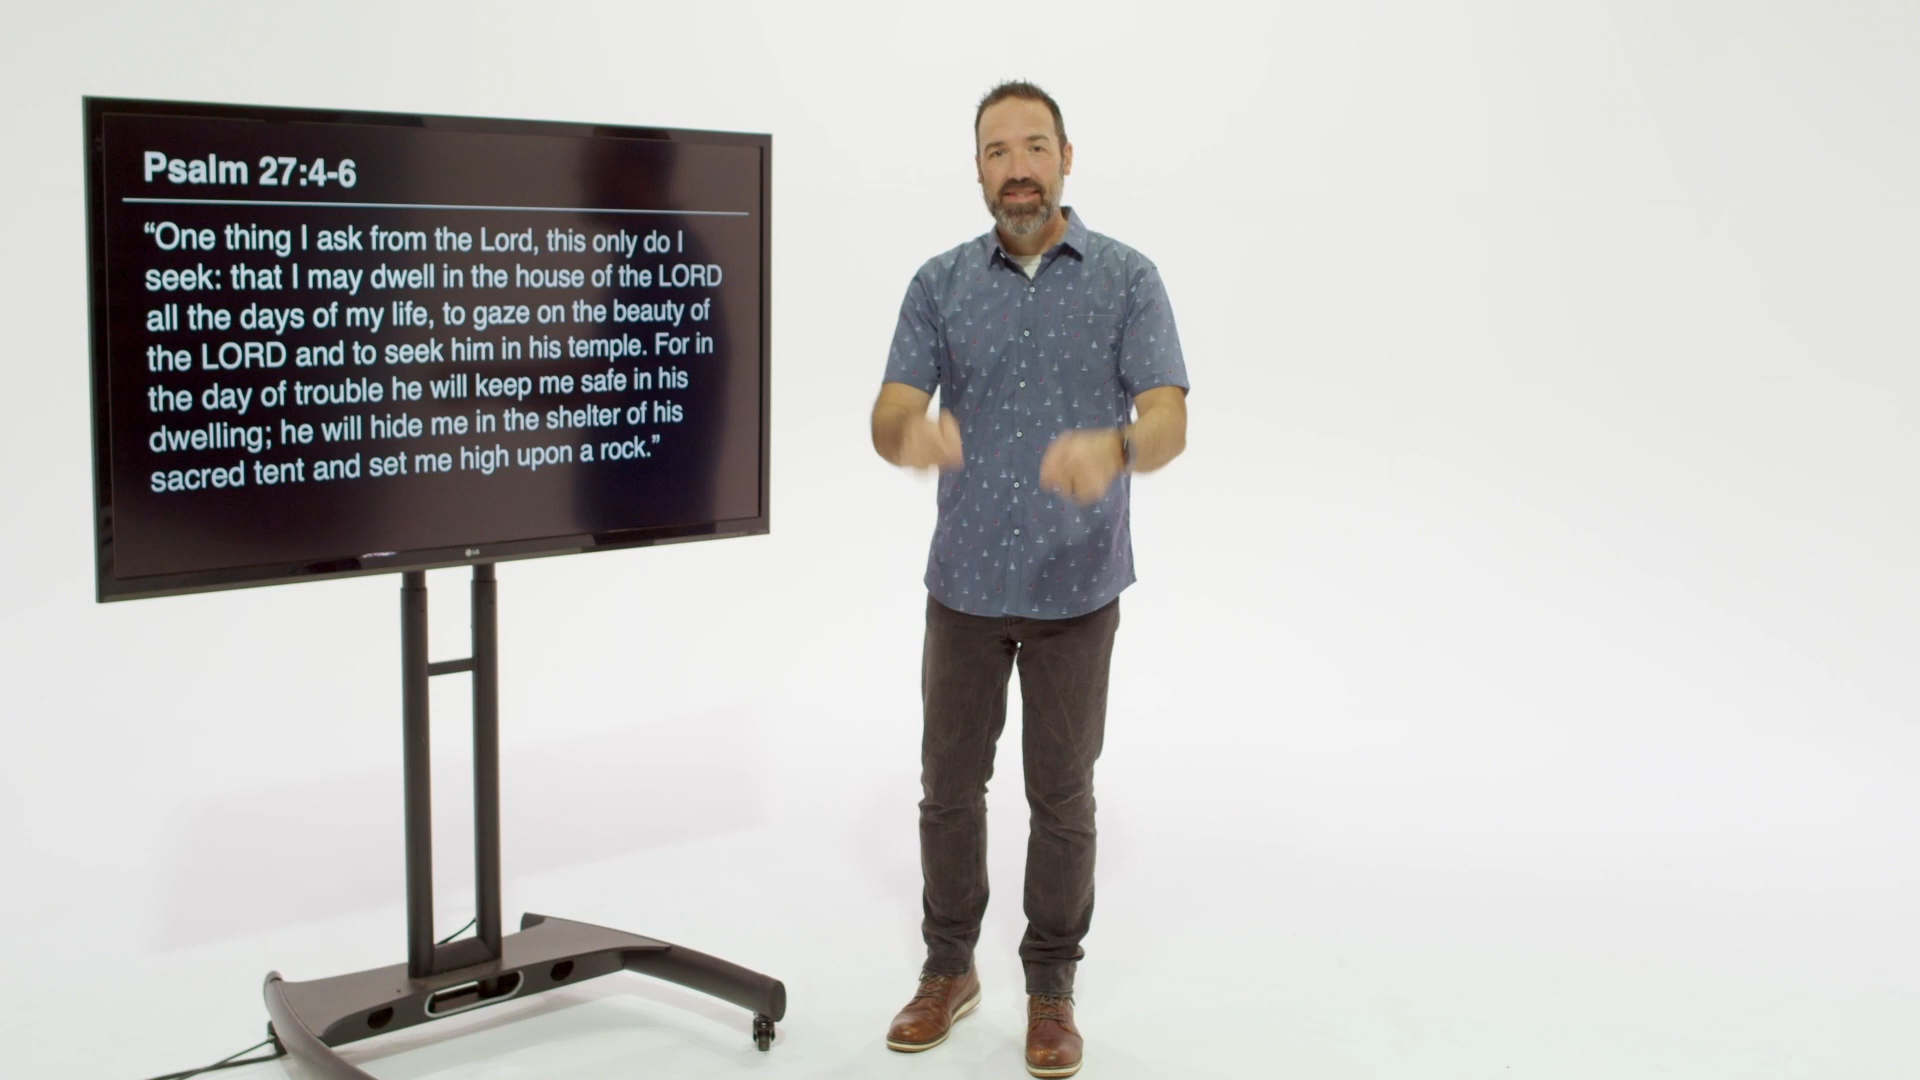 Psalm 27:4-6
“One thing I ask from the Lord, this only do I
seek: that I may dwell in the house of the LORD
all the days of my life, to gaze on the beauty of
the LORD and to seek him in his temple. For in
the day of trouble he will keep me safe in his
dwelling; he will hide me in the shelter of his
sacred tent and set me high upon a rock.”
LG